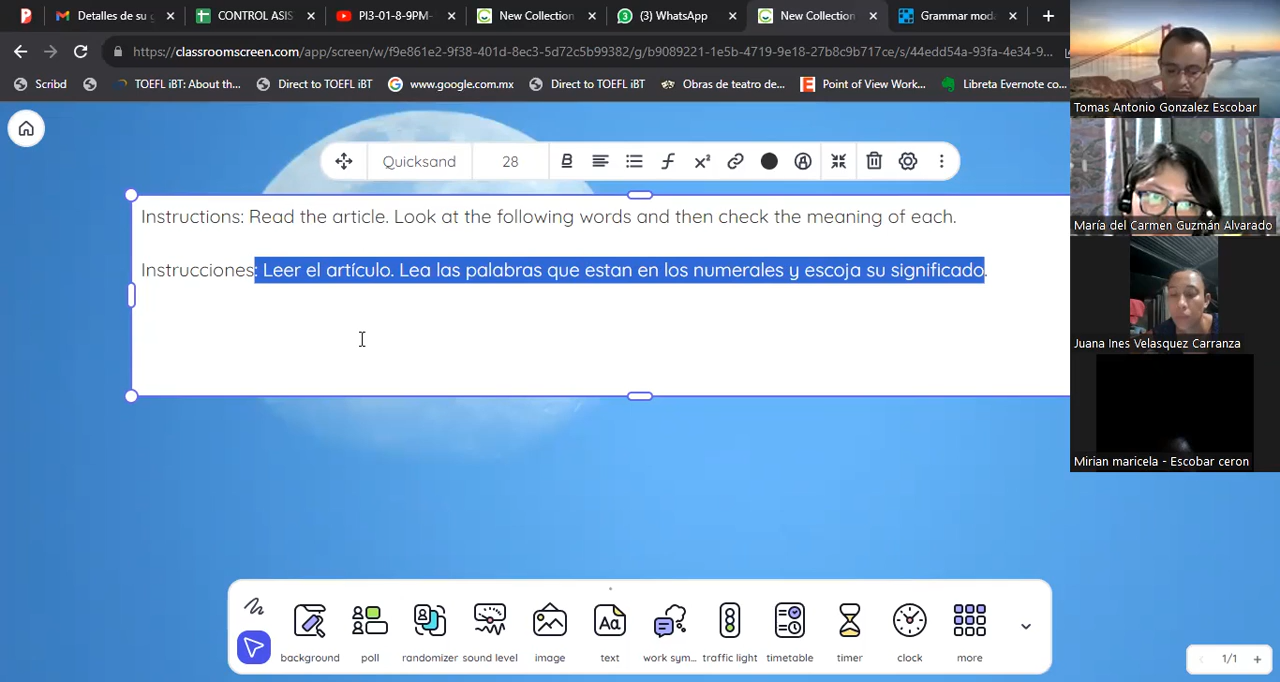 Detalles de su g
CONTROL ASIS
PI3-01-8-9PM-
New Collection
(3) WhatsApp
New Collection
Grammar moda
https://classroomscreen.com/app/screen/w/f9e861e2-9f38-401d-8ec3-5d72c5b99382/g/b9089221-1e5b-4719-9e18-27b8c9b717ce/s/44edd54a-93fa-4e34-9...
Scribd
TOEFL iBT: About th...
Direct to TOEFL iBT
www.google.com.mx
Direct to TOEFL iBT
Obras de teatro de...
Point of View Work...
Libreta Evernote co...
Tomas Antonio Gonzalez Escobar
Quicksand
28
Instructions: Read the article. Look at the following words and then check the meaning of each.
Instrucciones: Leer el artículo. Lea las palabras que estan en los numerales y escoja su significado.
María del Carmen Guzmán Alvarado
Juana Ines Velasquez Carranza
Mirian maricela - Escobar ceron
background
poll
randomizer
sound level
image
text
work sym...
traffic light
timetable
timer
clock
more
1/1